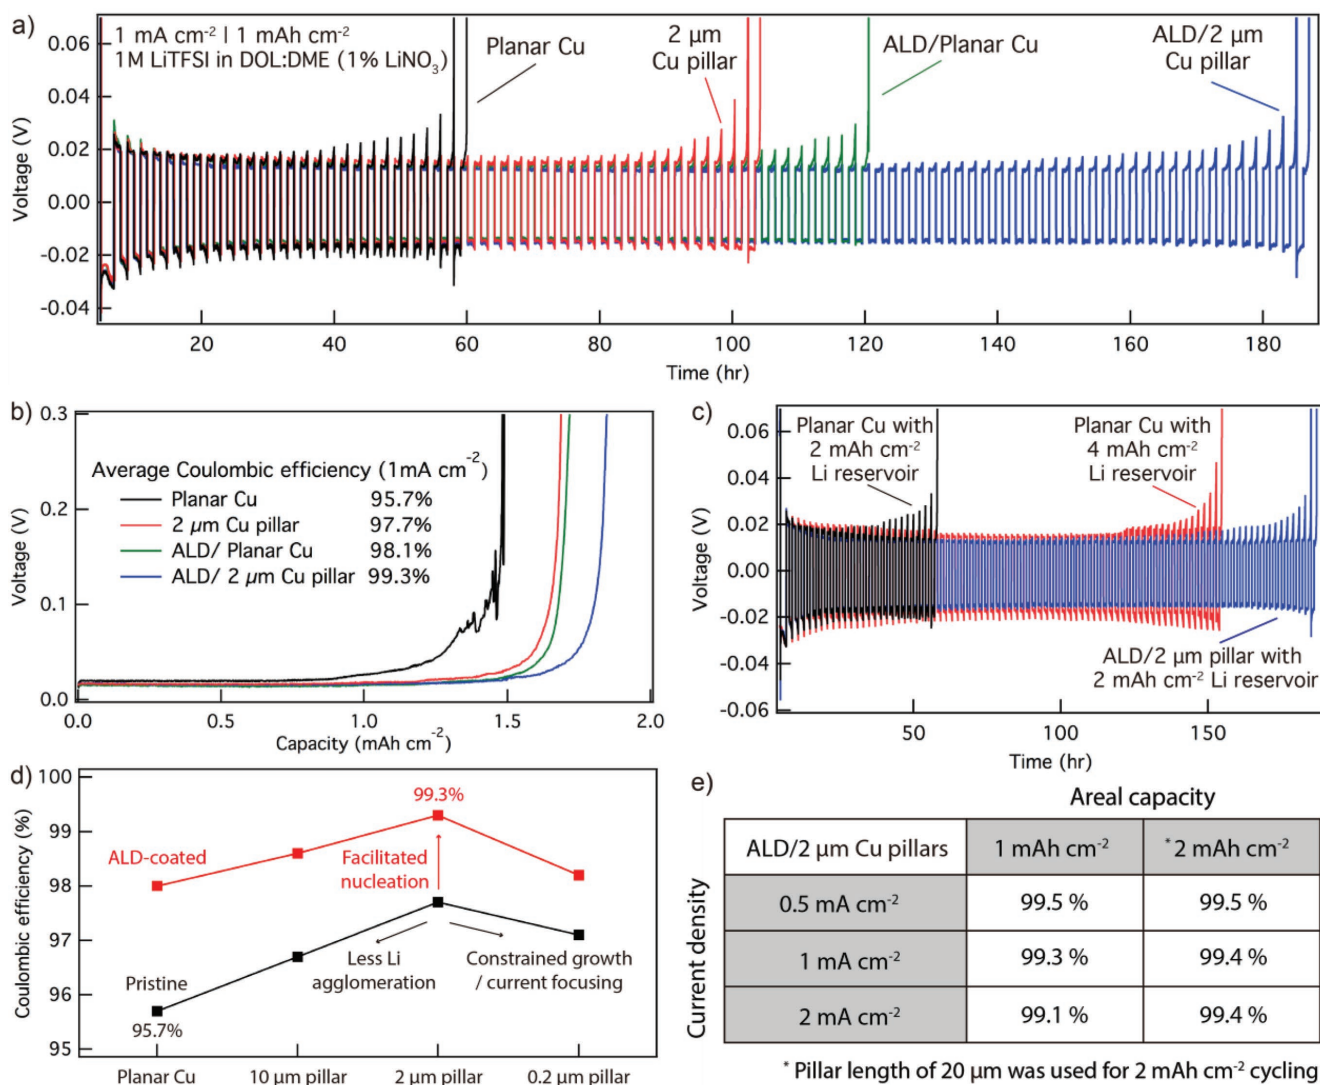 a)
1 mA cm⁻² | 1 mAh cm⁻²
1M LiTFSI in DOL:DME (1% LiNO₃)
Planar Cu
2 µm
Cu pillar
ALD/Planar Cu
ALD/2 µm
Cu pillar
Voltage (V)
0.06
0.04
0.02
0.00
-0.02
-0.04
20 40 60 80 100 120 140 160 180
Time (hr)
b)
Voltage (V)
0.3
0.2
0.1
0.0
Average Coulombic efficiency (1mA cm⁻²)
Planar Cu 95.7%
2 µm Cu pillar 97.7%
ALD/ Planar Cu 98.1%
ALD/ 2 µm Cu pillar 99.3%
0.0 0.5 1.0 1.5 2.0
Capacity (mAh cm⁻²)
c)
Voltage (V)
0.06
0.04
0.02
0.00
-0.02
-0.04
-0.06
Planar Cu with
2 mAh cm⁻²
Li reservoir
Planar Cu with
4 mAh cm⁻²
Li reservoir
ALD/2 µm pillar with
2 mAh cm⁻² Li reservoir
50 100 150
Time (hr)
d)
Coulombic efficiency (%)
100
99
98
97
96
95
99.3%
ALD-coated
Facilitated
nucleation
Less Li
agglomeration
Constrained growth
/ current focusing
Pristine
95.7%
Planar Cu 10 µm pillar 2 µm pillar 0.2 µm pillar
e)
Areal capacity
Current density
ALD/2 µm Cu pillars 1 mAh cm⁻² *2 mAh cm⁻²
0.5 mA cm⁻² 99.5 % 99.5 %
1 mA cm⁻² 99.3 % 99.4 %
2 mA cm⁻² 99.1 % 99.4 %
* Pillar length of 20 µm was used for 2 mAh cm⁻² cycling